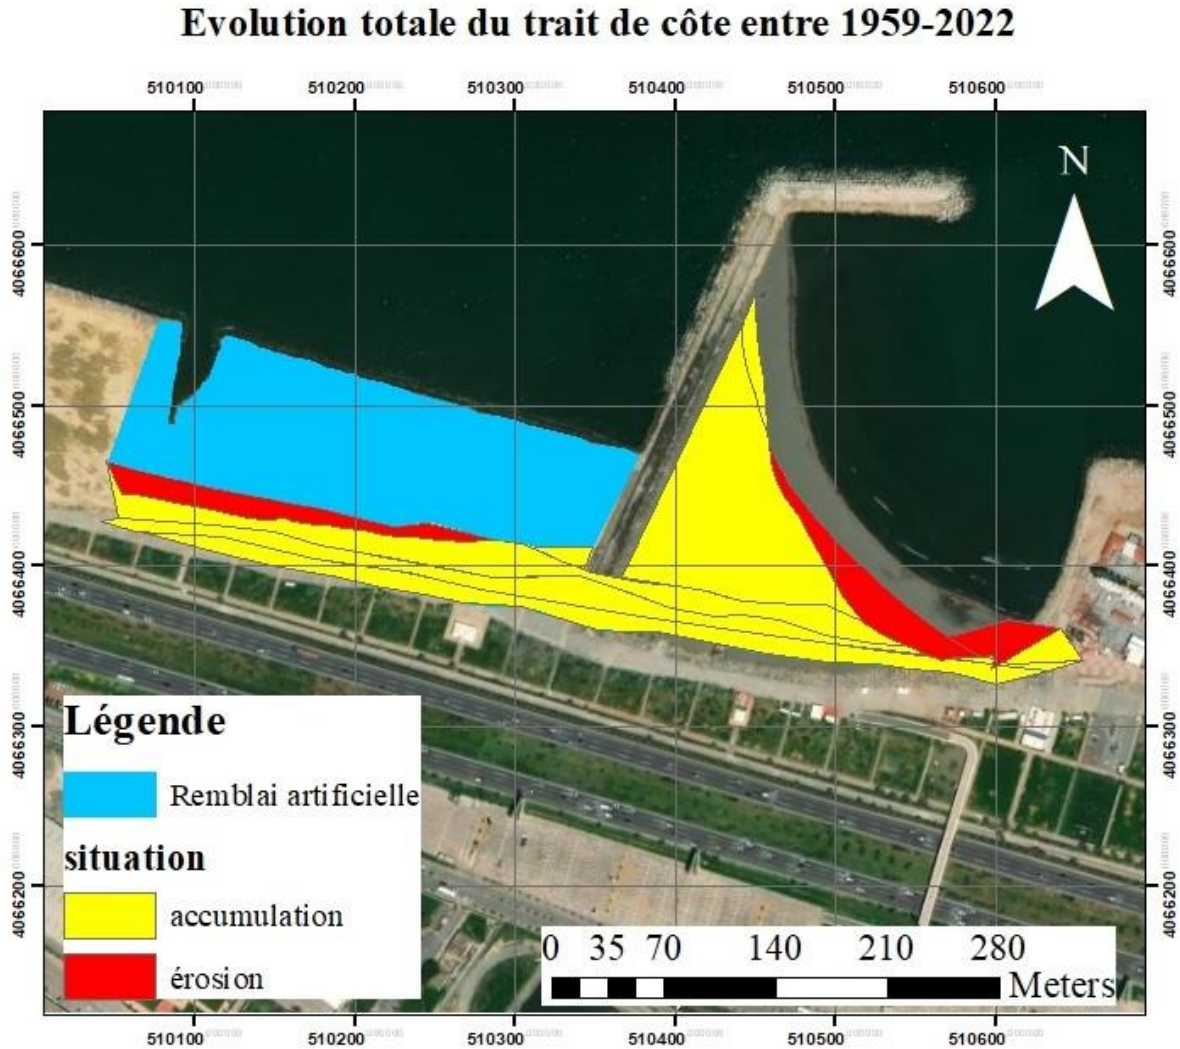 Evolution totale du trait de côte entre 1959-2022
510100 510200 510300 510400 510500 510600
N
4066600 4066600
4066500 4066500
4066400 4066400
4066300 4066300
4066200 4066200
Légende
Remblai artificielle
situation
accumulation
érosion
0 35 70 140 210 280
Meters
510100 510200 510300 510400 510500 510600